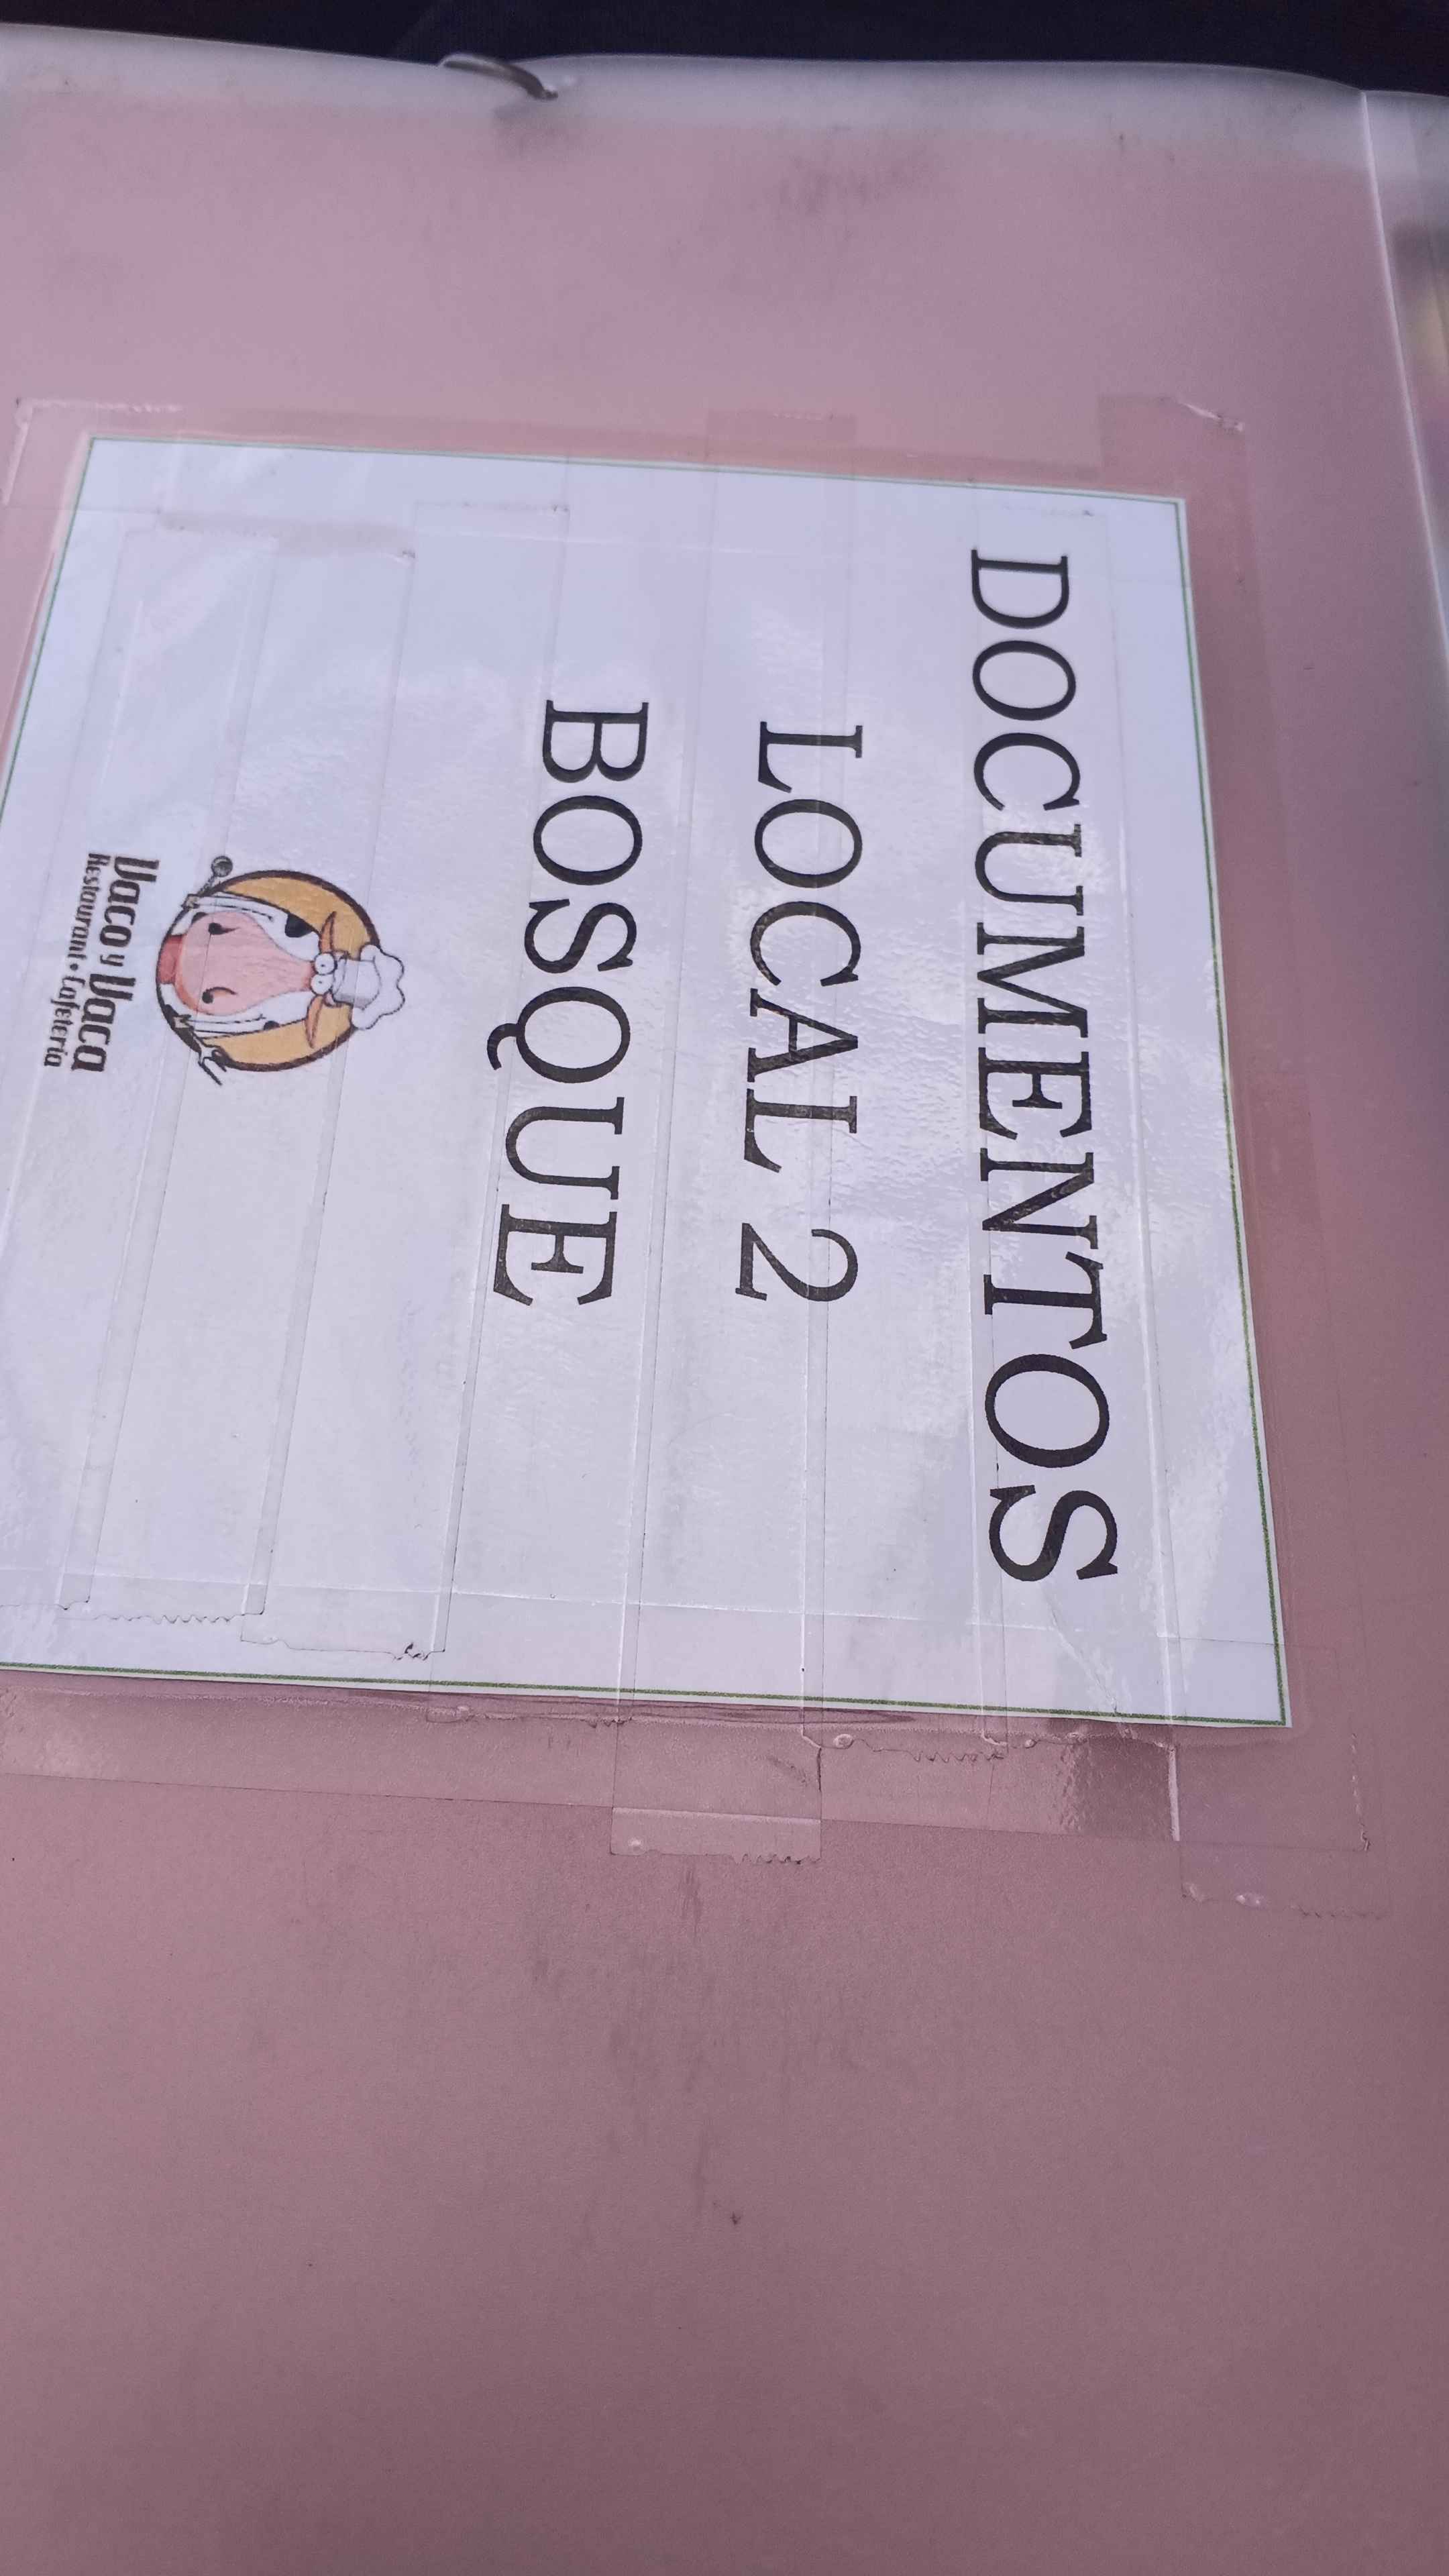 DOCUMENTOS
LOCAL 2
BOSQUE
Vaco y Vaca
Restaurant • Cafetería